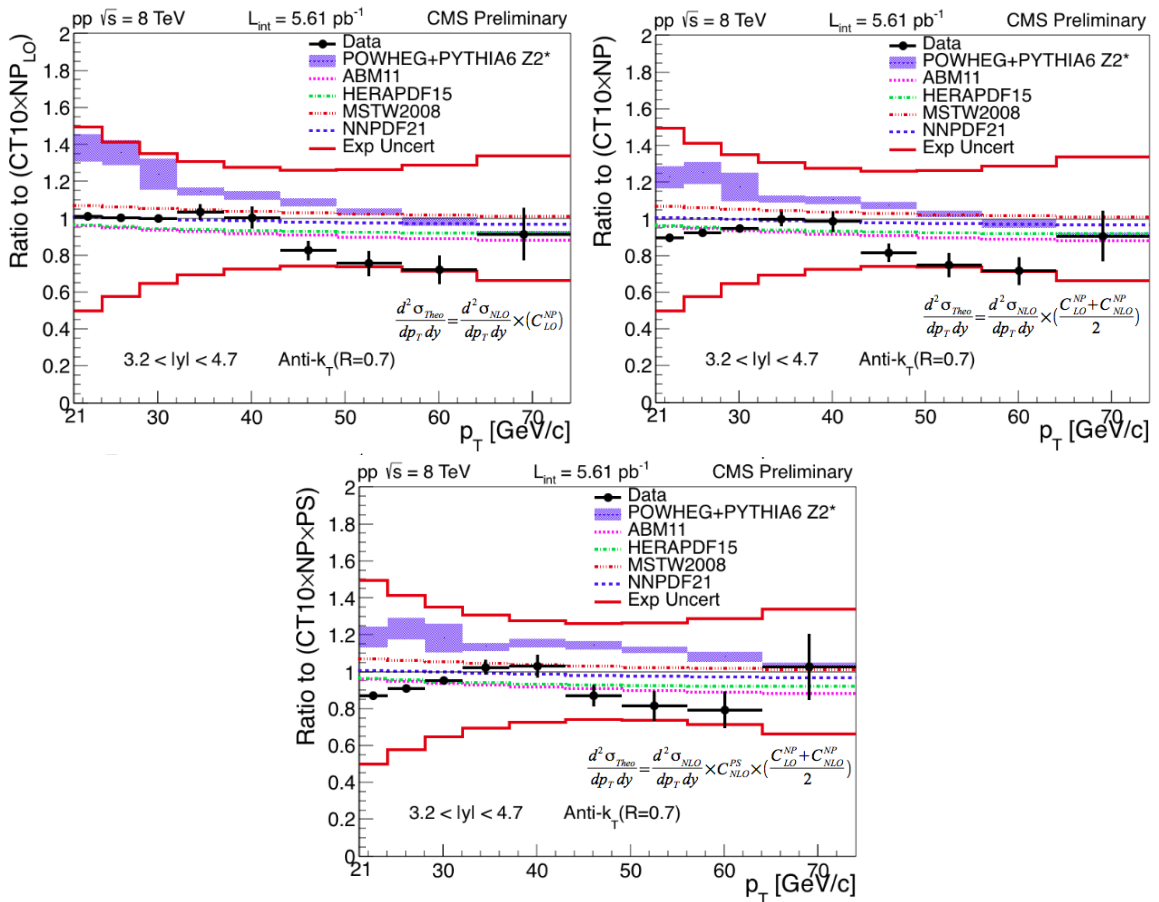 pp √s = 8 TeV L_int = 5.61 pb⁻¹ CMS Preliminary
Ratio to (CT10×NP_LO)
2
1.8
1.6
1.4
1.2
1
0.8
0.6
0.4
0.2
0
Data
POWHEG+PYTHIA6 Z2*
ABM11
HERAPDF15
MSTW2008
NNPDF21
Exp Uncert
d²σ_Theo/dp_T dy = d²σ_NLO/dp_T dy × (C_LO^NP)
3.2 < |y| < 4.7 Anti-k_T(R=0.7)
21 30 40 50 60 70
p_T [GeV/c]
pp √s = 8 TeV L_int = 5.61 pb⁻¹ CMS Preliminary
Ratio to (CT10×NP)
2
1.8
1.6
1.4
1.2
1
0.8
0.6
0.4
0.2
0
Data
POWHEG+PYTHIA6 Z2*
ABM11
HERAPDF15
MSTW2008
NNPDF21
Exp Uncert
d²σ_Theo/dp_T dy = d²σ_NLO/dp_T dy × (C_LO^NP + C_NLO^NP/2)
3.2 < |y| < 4.7 Anti-k_T(R=0.7)
21 30 40 50 60 70
p_T [GeV/c]
pp √s = 8 TeV L_int = 5.61 pb⁻¹ CMS Preliminary
Ratio to (CT10×NP×PS)
2
1.8
1.6
1.4
1.2
1
0.8
0.6
0.4
0.2
0
Data
POWHEG+PYTHIA6 Z2*
ABM11
HERAPDF15
MSTW2008
NNPDF21
Exp Uncert
d²σ_Theo/dp_T dy = d²σ_NLO/dp_T dy × C_NLO^PS × (C_LO^NP + C_NLO^NP/2)
3.2 < |y| < 4.7 Anti-k_T(R=0.7)
21 30 40 50 60 70
p_T [GeV/c]